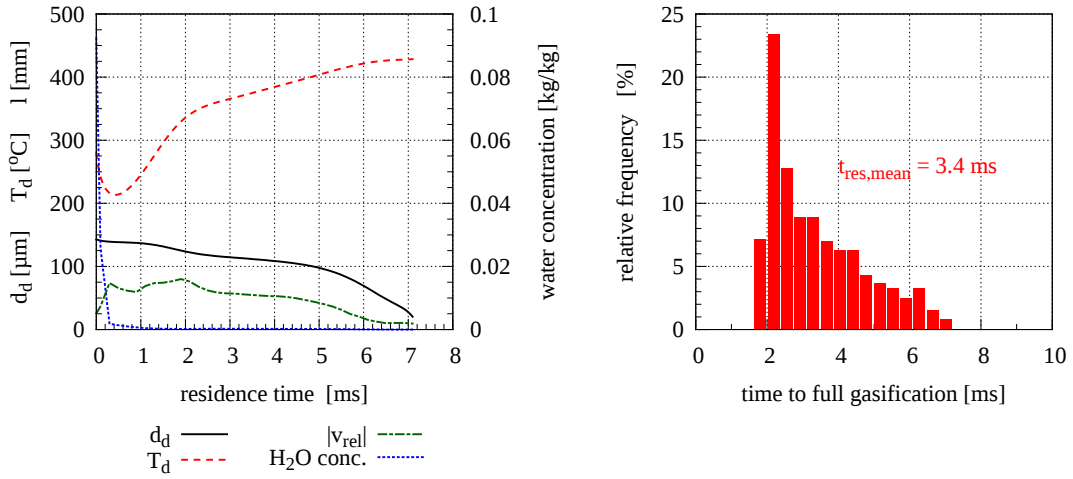 500
400
300
200
100
0
d_d [µm] T_d [°C] l [mm]
0.1
0.08
0.06
0.04
0.02
0
water concentration [kg/kg]
0 1 2 3 4 5 6 7 8
residence time [ms]
d_d
T_d
|v_rel|
H₂O conc.
25
20
15
10
5
0
relative frequency [%]
t_res,mean = 3.4 ms
0 2 4 6 8 10
time to full gasification [ms]